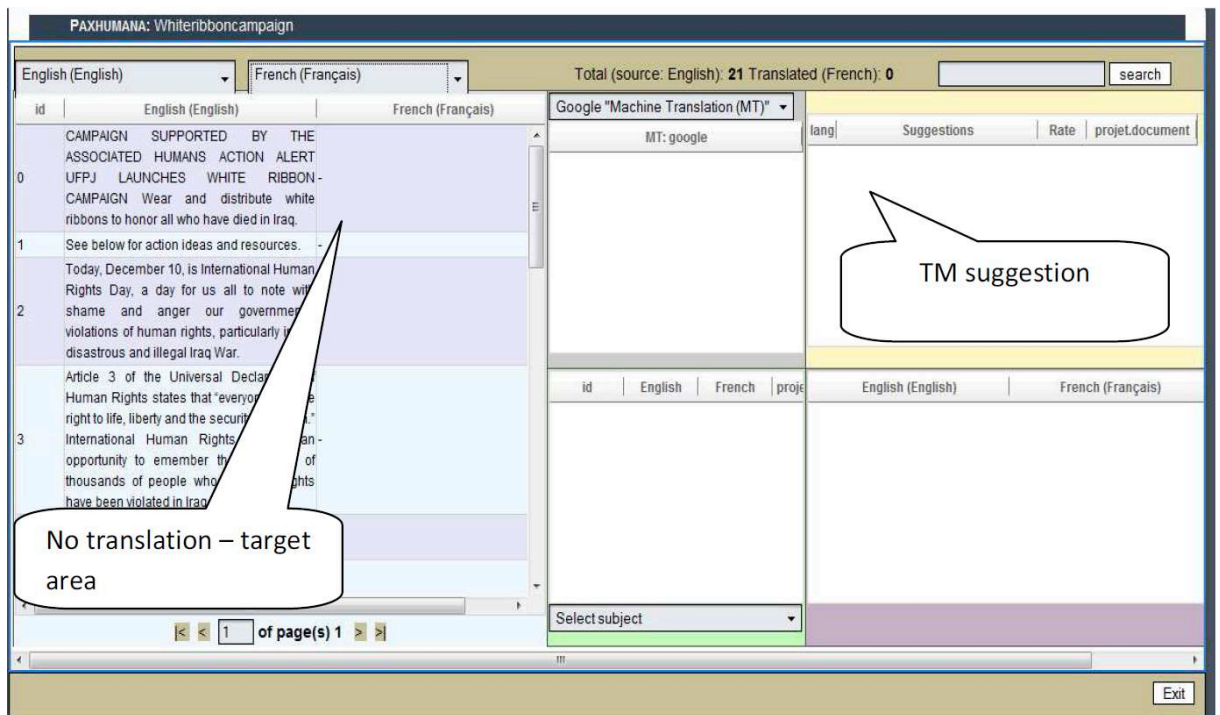 PAXHUMANA: Whiteribboncampaign
English (English)
French (Français)
Total (source: English): 21 Translated (French): 0
search
id
English (English)
French (Français)
0
CAMPAIGN SUPPORTED BY THE
ASSOCIATED HUMANS ACTION ALERT
UFPJ LAUNCHES WHITE RIBBON -
CAMPAIGN Wear and distribute white
ribbons to honor all who have died in Iraq.
1
See below for action ideas and resources. -
2
Today, December 10, is International Human
Rights Day, a day for us all to note
shame and anger our
violations of human rights, particularly
disastrous and illegal Iraq War.
3
Article 3 of the Universal
Human Rights states that "everyone
right to life, liberty and the security
International Human Rights an -
opportunity to emember of
thousands of people who
have been violated in Iraq
No translation – target
area
|< < 1 of page(s) 1 > >|
Google "Machine Translation (MT)"
MT: google
lang
Suggestions
Rate
projet.document
TM suggestion
id
English
French
proje
Select subject
English (English)
French (Français)
Exit